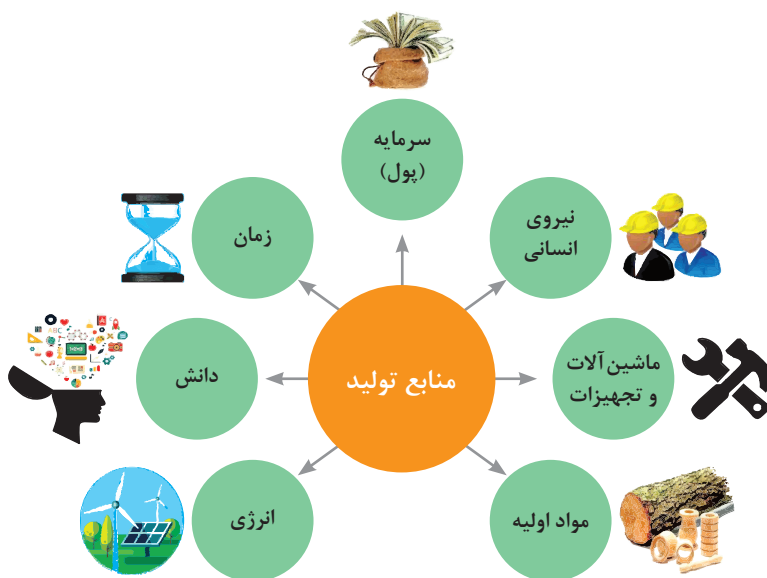 سرمایه
(پول)
نیروی
انسانی
زمان
منابع تولید
ماشین‌آلات
و تجهیزات
دانش
مواد اولیه
انرژی